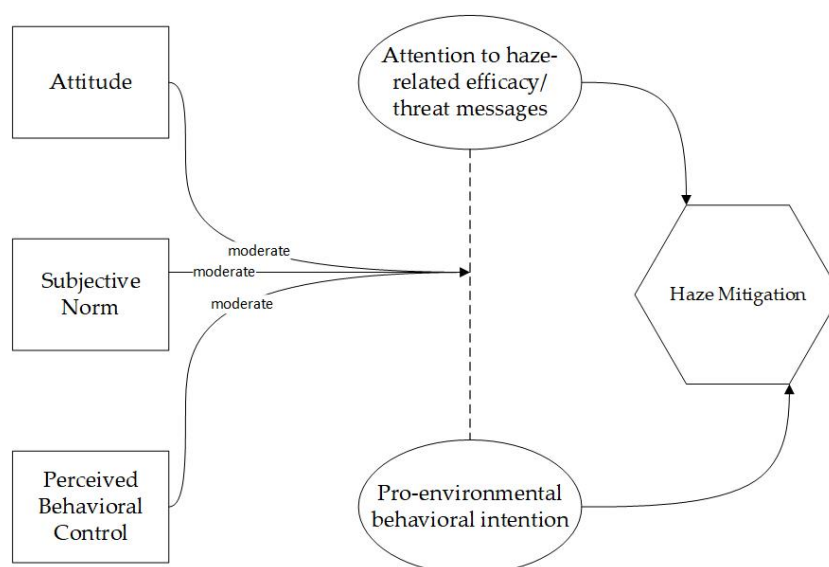 Attitude
Attention to haze-
related efficacy/
threat messages
moderate
Subjective
Norm
moderate
moderate
Haze Mitigation
Perceived
Behavioral
Control
Pro-environmental
behavioral intention